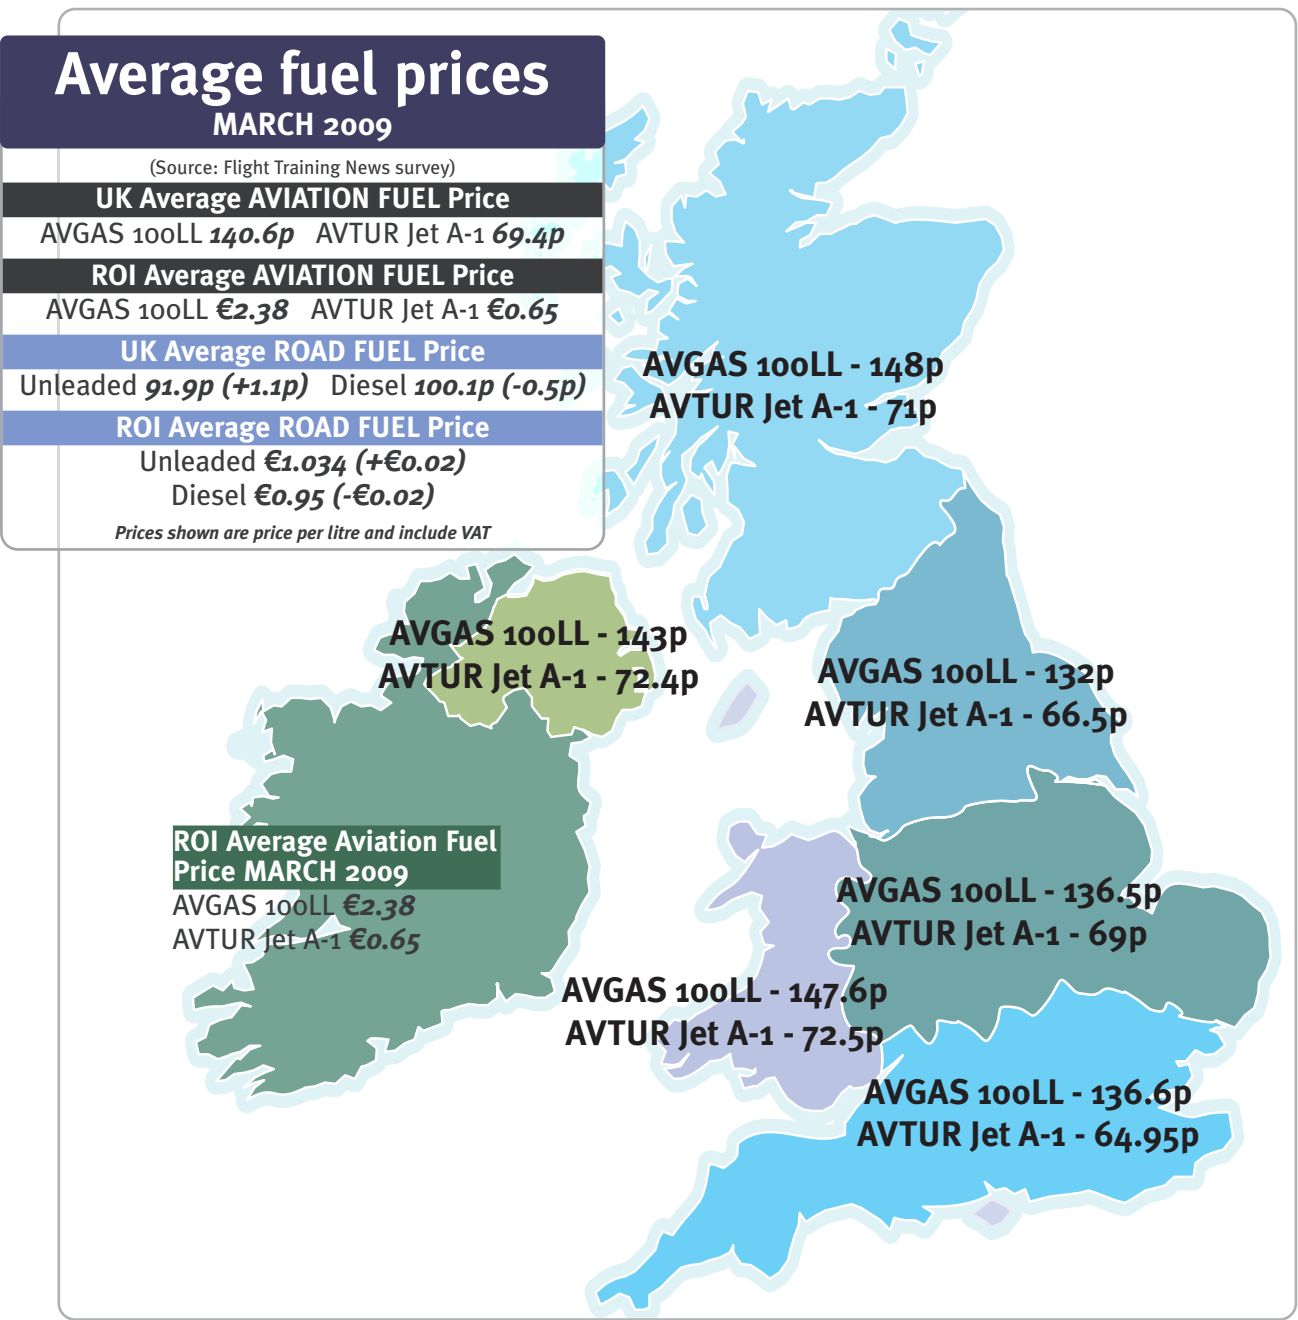 Average fuel prices
MARCH 2009
(Source: Flight Training News survey)
UK Average AVIATION FUEL Price
AVGAS 100LL 140.6p AVTUR Jet A-1 69.4p
ROI Average AVIATION FUEL Price
AVGAS 100LL €2.38 AVTUR Jet A-1 €0.65
UK Average ROAD FUEL Price
Unleaded 91.9p (+1.1p) Diesel 100.1p (-0.5p)
ROI Average ROAD FUEL Price
Unleaded €1.034 (+€0.02)
Diesel €0.95 (-€0.02)
Prices shown are price per litre and include VAT
AVGAS 100LL - 148p
AVTUR Jet A-1 - 71p
AVGAS 100LL - 143p
AVTUR Jet A-1 - 72.4p
AVGAS 100LL - 132p
AVTUR Jet A-1 - 66.5p
ROI Average Aviation Fuel
Price MARCH 2009
AVGAS 100LL €2.38
AVTUR Jet A-1 €0.65
AVGAS 100LL - 136.5p
AVTUR Jet A-1 - 69p
AVGAS 100LL - 147.6p
AVTUR Jet A-1 - 72.5p
AVGAS 100LL - 136.6p
AVTUR Jet A-1 - 64.95p